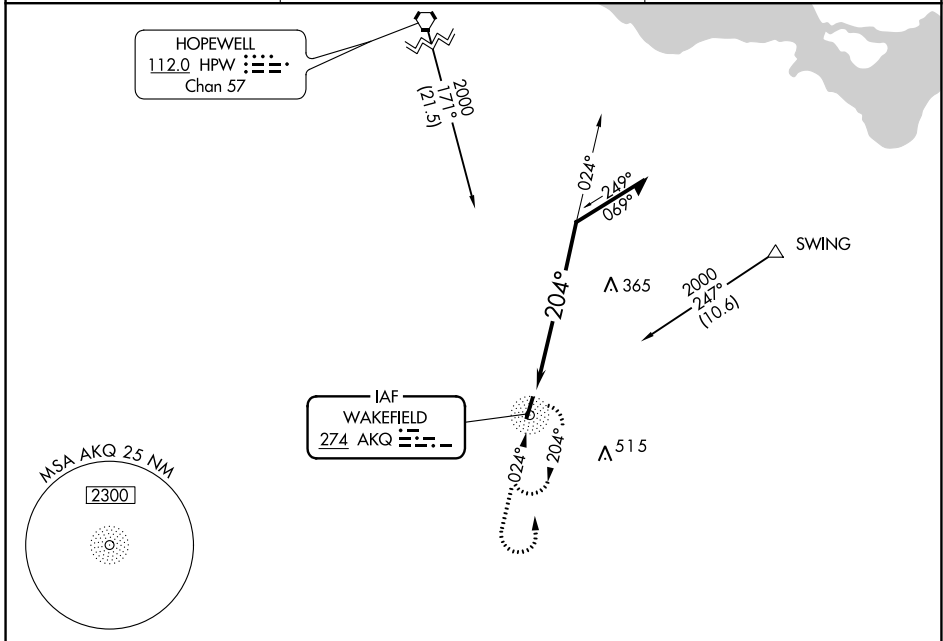 HOPEWELL
112.0 HPW
Chan 57
2000
171°
(21.5)
024°
249°
069°
SWING
204°
365
2000
247°
(10.6)
IAF
WAKEFIELD
274 AKQ
515
024°
204°
MSA AKQ 25 NM
2300